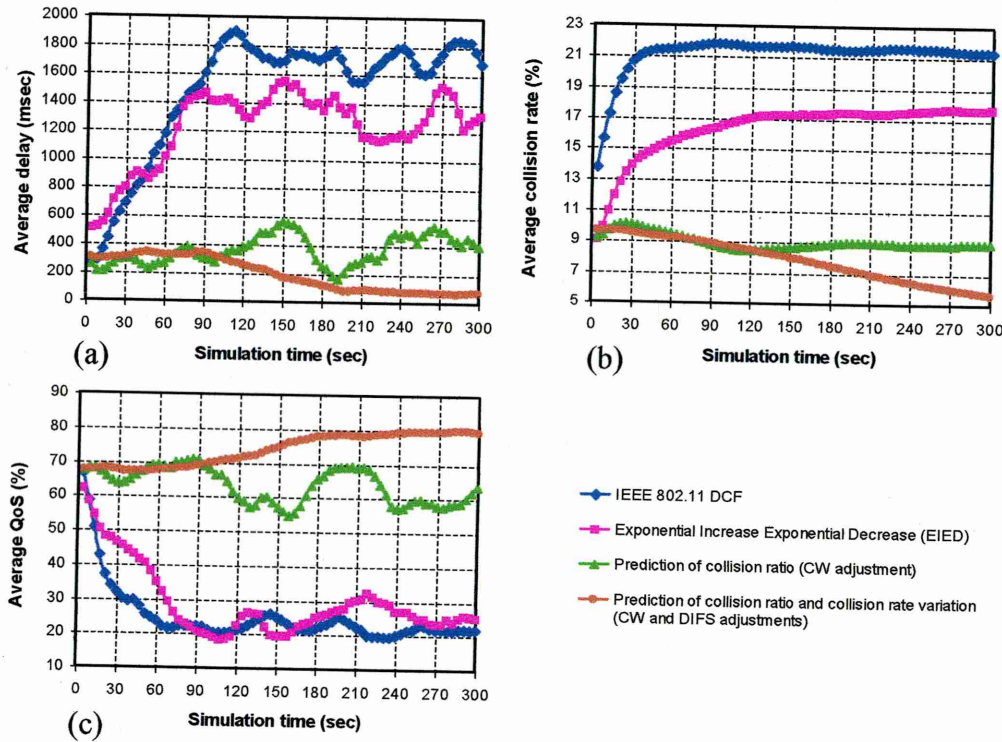 Average delay (msec)
2000
1800
1600
1400
1200
1000
800
600
400
200
0
0 30 60 90 120 150 180 210 240 270 300
(a)
Simulation time (sec)
Average collision rate (%)
23
21
19
17
15
13
11
9
7
5
0 30 60 90 120 150 180 210 240 270 300
(b)
Simulation time (sec)
Average QoS (%)
90
80
70
60
50
40
30
20
10
0 30 60 90 120 150 180 210 240 270 300
(c)
Simulation time (sec)
IEEE 802.11 DCF
Exponential Increase Exponential Decrease (EIED)
Prediction of collision ratio (CW adjustment)
Prediction of collision ratio and collision rate variation
(CW and DIFS adjustments)